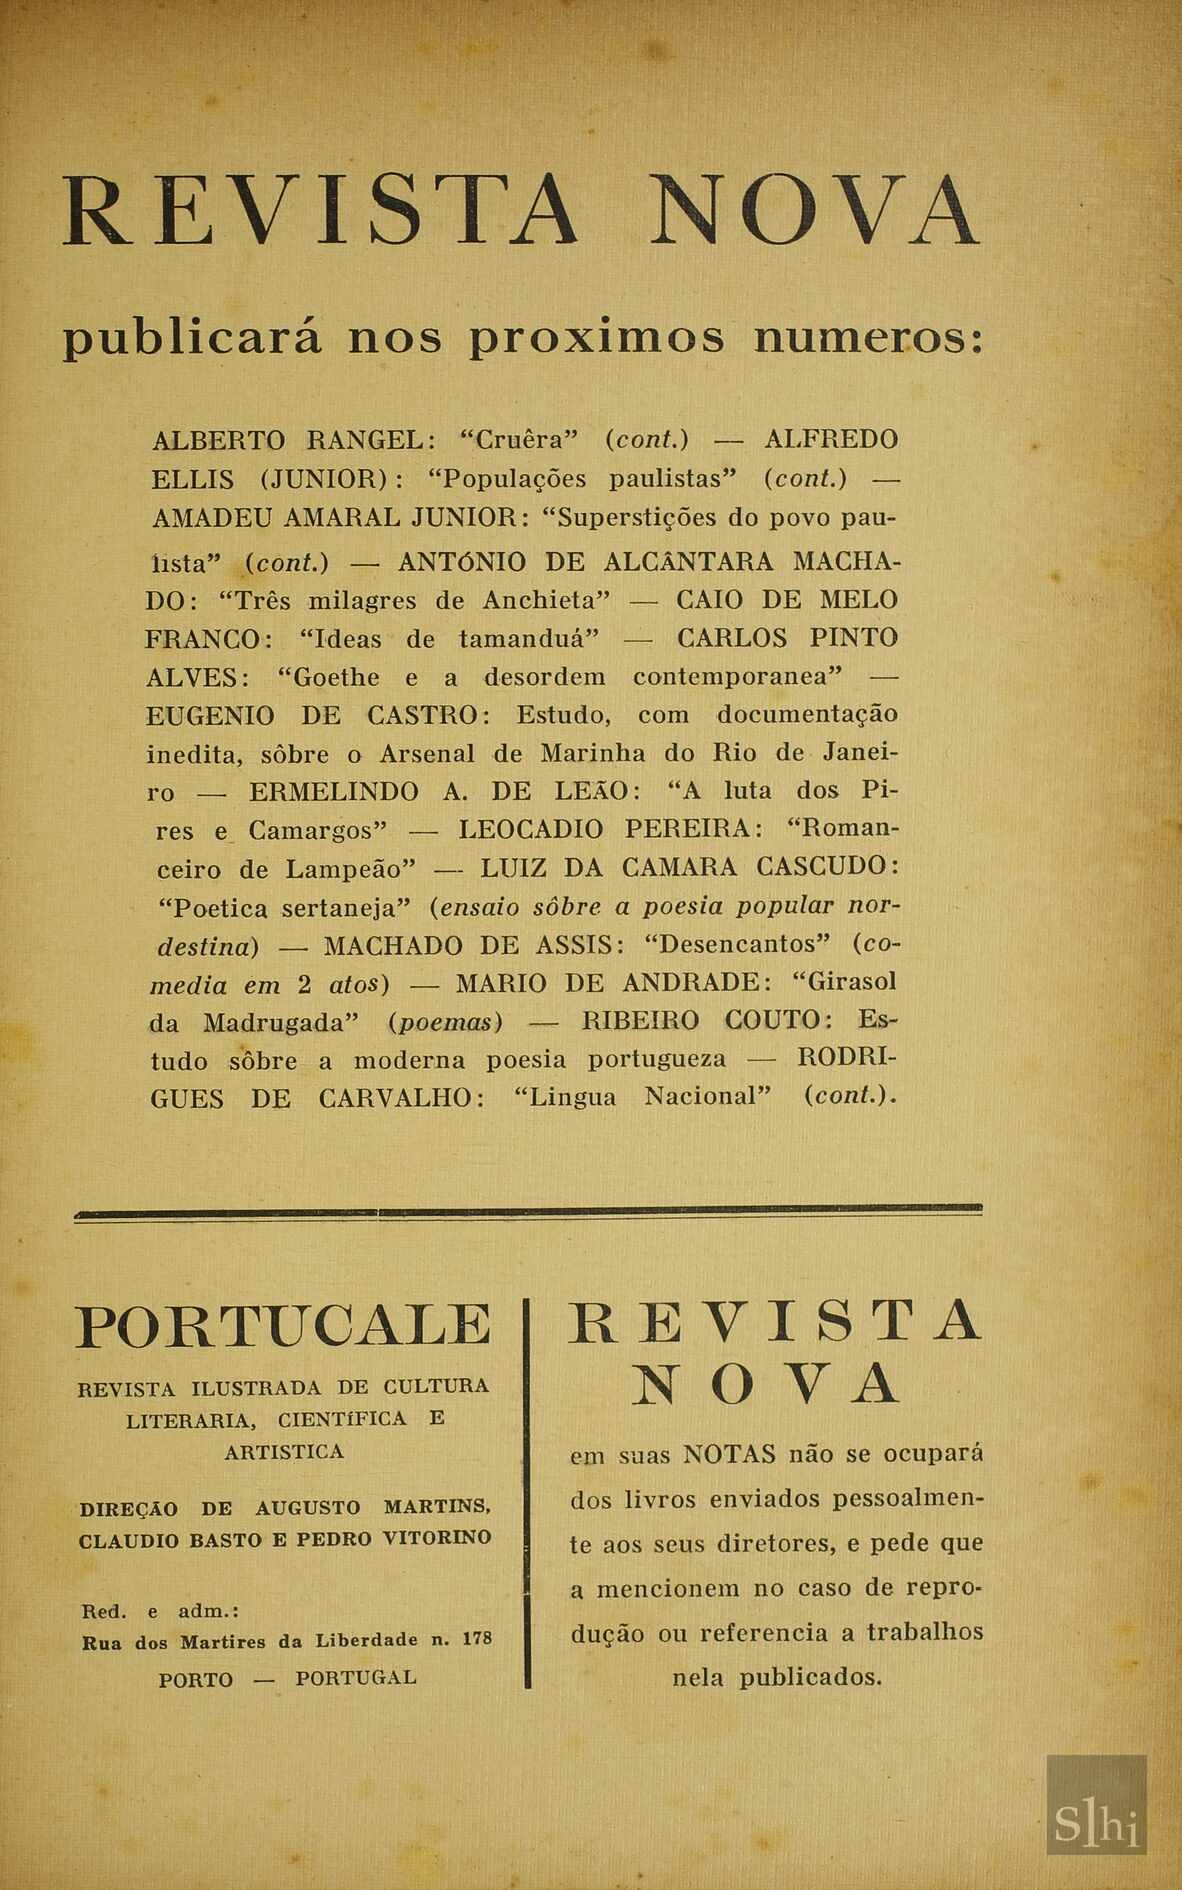 REVISTA NOVA
publicará nos proximos numeros:
ALBERTO RANGEL: “Cruêra” (cont.) — ALFREDO
ELLIS (JUNIOR): “Populações paulistas” (cont.) —
AMADEU AMARAL JUNIOR: “Superstições do povo pau-
lista” (cont.) — ANTÓNIO DE ALCÂNTARA MACHA-
DO: “Três milagres de Anchieta” — CAIO DE MELO
FRANCO: “Ideas de tamanduá” — CARLOS PINTO
ALVES: “Goethe e a desordem contemporanea” —
EUGENIO DE CASTRO: Estudo, com documentação
inedita, sôbre o Arsenal de Marinha do Rio de Janei-
ro — ERMELINDO A. DE LEÃO: “A luta dos Pi-
res e Camargos” — LEOCADIO PEREIRA: “Roman-
ceiro de Lampeão” — LUIZ DA CAMARA CASCUDO:
“Poetica sertaneja” (ensaio sôbre a poesia popular nor-
destina) — MACHADO DE ASSIS: “Desencantos” (co-
media em 2 atos) — MARIO DE ANDRADE: “Girasol
da Madrugada” (poemas) — RIBEIRO COUTO: Es-
tudo sôbre a moderna poesia portugueza — RODRI-
GUES DE CARVALHO: “Lingua Nacional” (cont.).
PORTUCALE
REVISTA ILUSTRADA DE CULTURA
LITERARIA, CIENTÍFICA E
ARTISTICA
DIREÇÃO DE AUGUSTO MARTINS,
CLAUDIO BASTO E PEDRO VITORINO
Red. e adm.:
Rua dos Martires da Liberdade n. 178
PORTO — PORTUGAL
REVISTA
NOVA
em suas NOTAS não se ocupará
dos livros enviados pessoalmen-
te aos seus diretores, e pede que
a mencionem no caso de repro-
dução ou referencia a trabalhos
nela publicados.
slhi